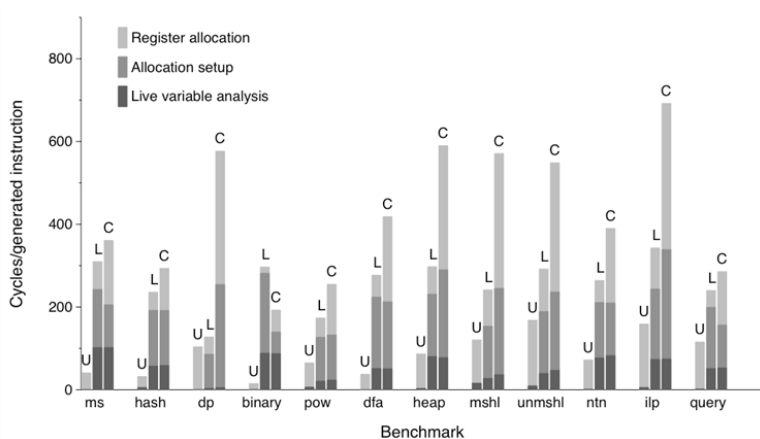 Register allocation
Allocation setup
Live variable analysis
Cycles/generated instruction
800
600
400
200
0
U L C
U L C
U L C
U L C
U L C
U L C
U L C
U L C
U L C
U L C
U L C
U L C
ms hash dp binary pow dfa heap mshl unmshl ntn ilp query
Benchmark